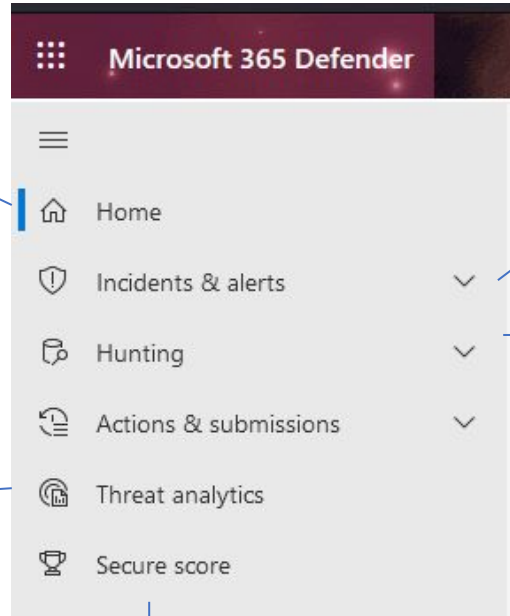 Microsoft 365 Defender
Home
Incidents & alerts
Hunting
Actions & submissions
Threat analytics
Secure score